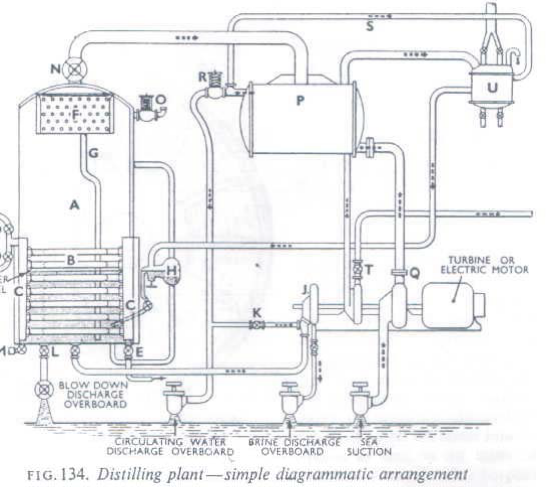 S
N
R
O
P
U
F
G
A
B
H
TURBINE OR
ELECTRIC MOTOR
T
Q
C
C
J
K
M
L
E
BLOW DOWN
DISCHARGE
OVERBOARD
CIRCULATING WATER
DISCHARGE OVERBOARD
BRINE DISCHARGE
OVERBOARD
SEA
SUCTION
FIG. 134. Distilling plant—simple diagrammatic arrangement